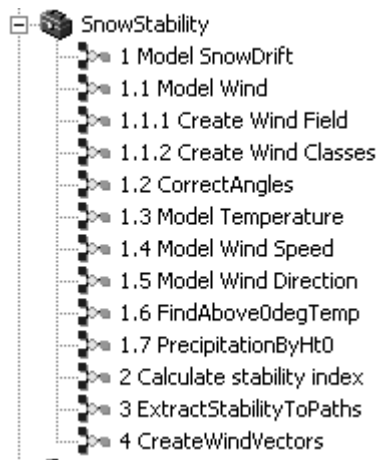 SnowStability
1 Model SnowDrift
1.1 Model Wind
1.1.1 Create Wind Field
1.1.2 Create Wind Classes
1.2 CorrectAngles
1.3 Model Temperature
1.4 Model Wind Speed
1.5 Model Wind Direction
1.6 FindAbove0degTemp
1.7 PrecipitationByHt0
2 Calculate stability index
3 ExtractStabilityToPaths
4 CreateWindVectors